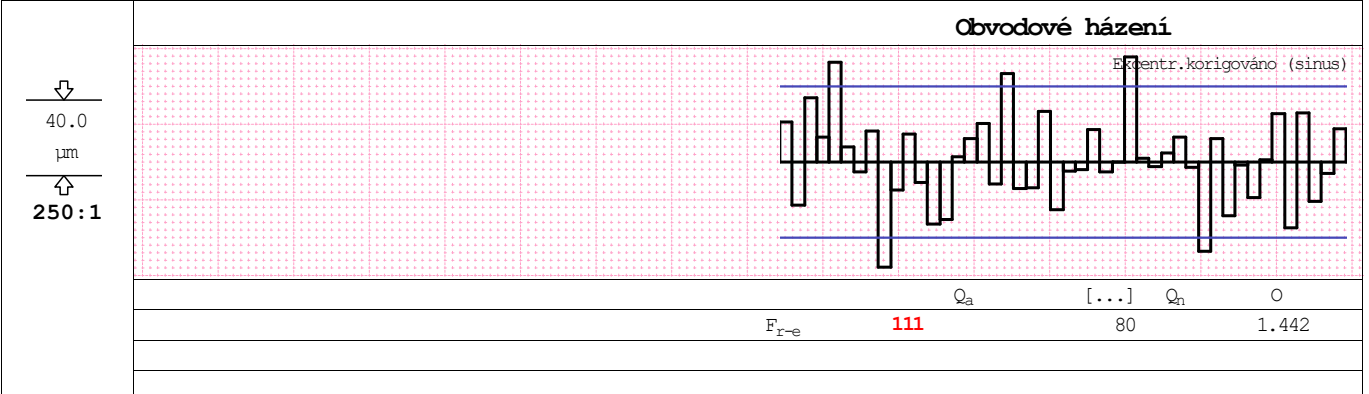 Obvodové házení
Excentr.korigováno (sinus)
40.0
µm
250:1
Qa [...] Qn O
Fr-e 111 80 1.442